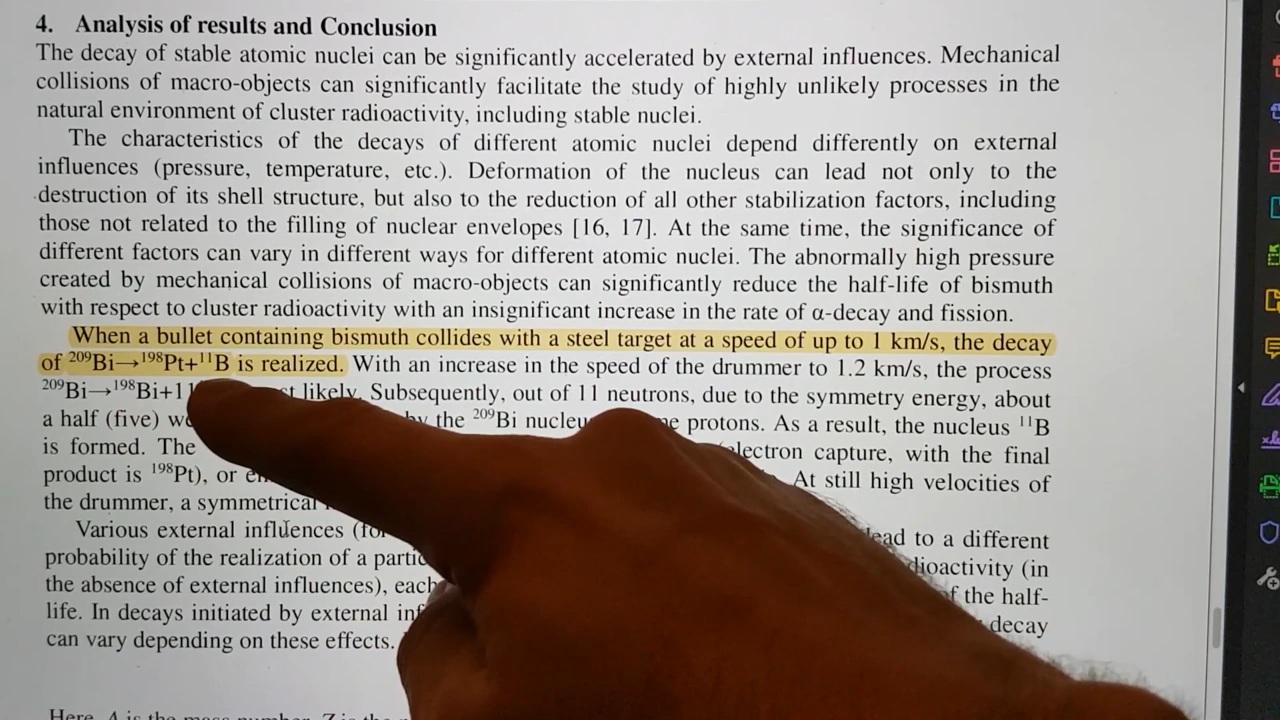 4. Analysis of results and Conclusion
The decay of stable atomic nuclei can be significantly accelerated by external influences. Mechanical
collisions of macro-objects can significantly facilitate the study of highly unlikely processes in the
natural environment of cluster radioactivity, including stable nuclei.
The characteristics of the decays of different atomic nuclei depend differently on external
influences (pressure, temperature, etc.). Deformation of the nucleus can lead not only to the
destruction of its shell structure, but also to the reduction of all other stabilization factors, including
those not related to the filling of nuclear envelopes [16, 17]. At the same time, the significance of
different factors can vary in different ways for different atomic nuclei. The abnormally high pressure
created by mechanical collisions of macro-objects can significantly reduce the half-life of bismuth
with respect to cluster radioactivity with an insignificant increase in the rate of α-decay and fission.
When a bullet containing bismuth collides with a steel target at a speed of up to 1 km/s, the decay
of ²⁰⁹Bi→¹⁹⁸Pt+¹¹B is realized. With an increase in the speed of the drummer to 1.2 km/s, the process
²⁰⁹Bi→¹⁹⁸Bi+11 likely. Subsequently, out of 11 neutrons, due to the symmetry energy, about
a half (five) the ²⁰⁹Bi protons. As a result, the nucleus ¹¹B
is formed. The electron capture, with the final
product is ¹⁹⁸Pt), or At still high velocities of
the drummer, a symmetrical
Various external influences lead to a different
probability of the realization of a radioactivity (in
the absence of external influences), each of the half-
life. In decays initiated by external decay
can vary depending on these effects.
Here, A is the mass number, Z is the